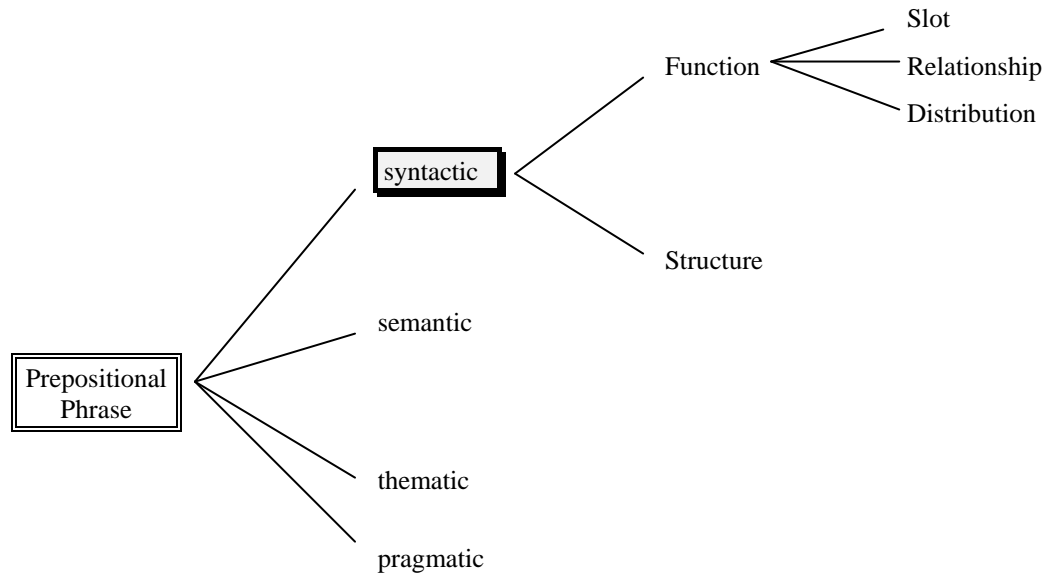 Slot
Function
Relationship
Distribution
syntactic
Structure
semantic
Prepositional
Phrase
thematic
pragmatic